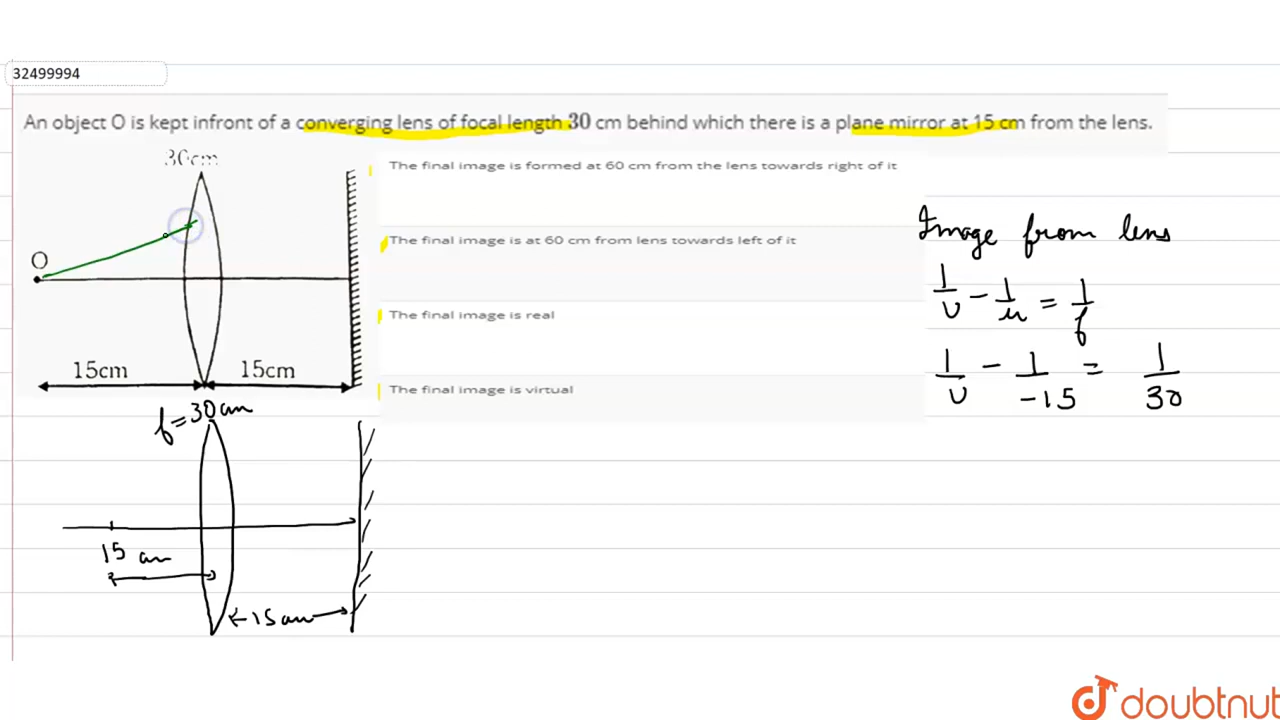 32499994
An object O is kept infront of a converging lens of focal length 30 cm behind which there is a plane mirror at 15 cm from the lens.
30cm
O
15cm
15cm
The final image is formed at 60 cm from the lens towards right of it
The final image is at 60 cm from lens towards left of it
The final image is real
The final image is virtual
Image from lens
1/v - 1/u = 1/f
1/v - 1/-15 = 1/30
f = 30 cm
15 cm
15 cm
doubtnut